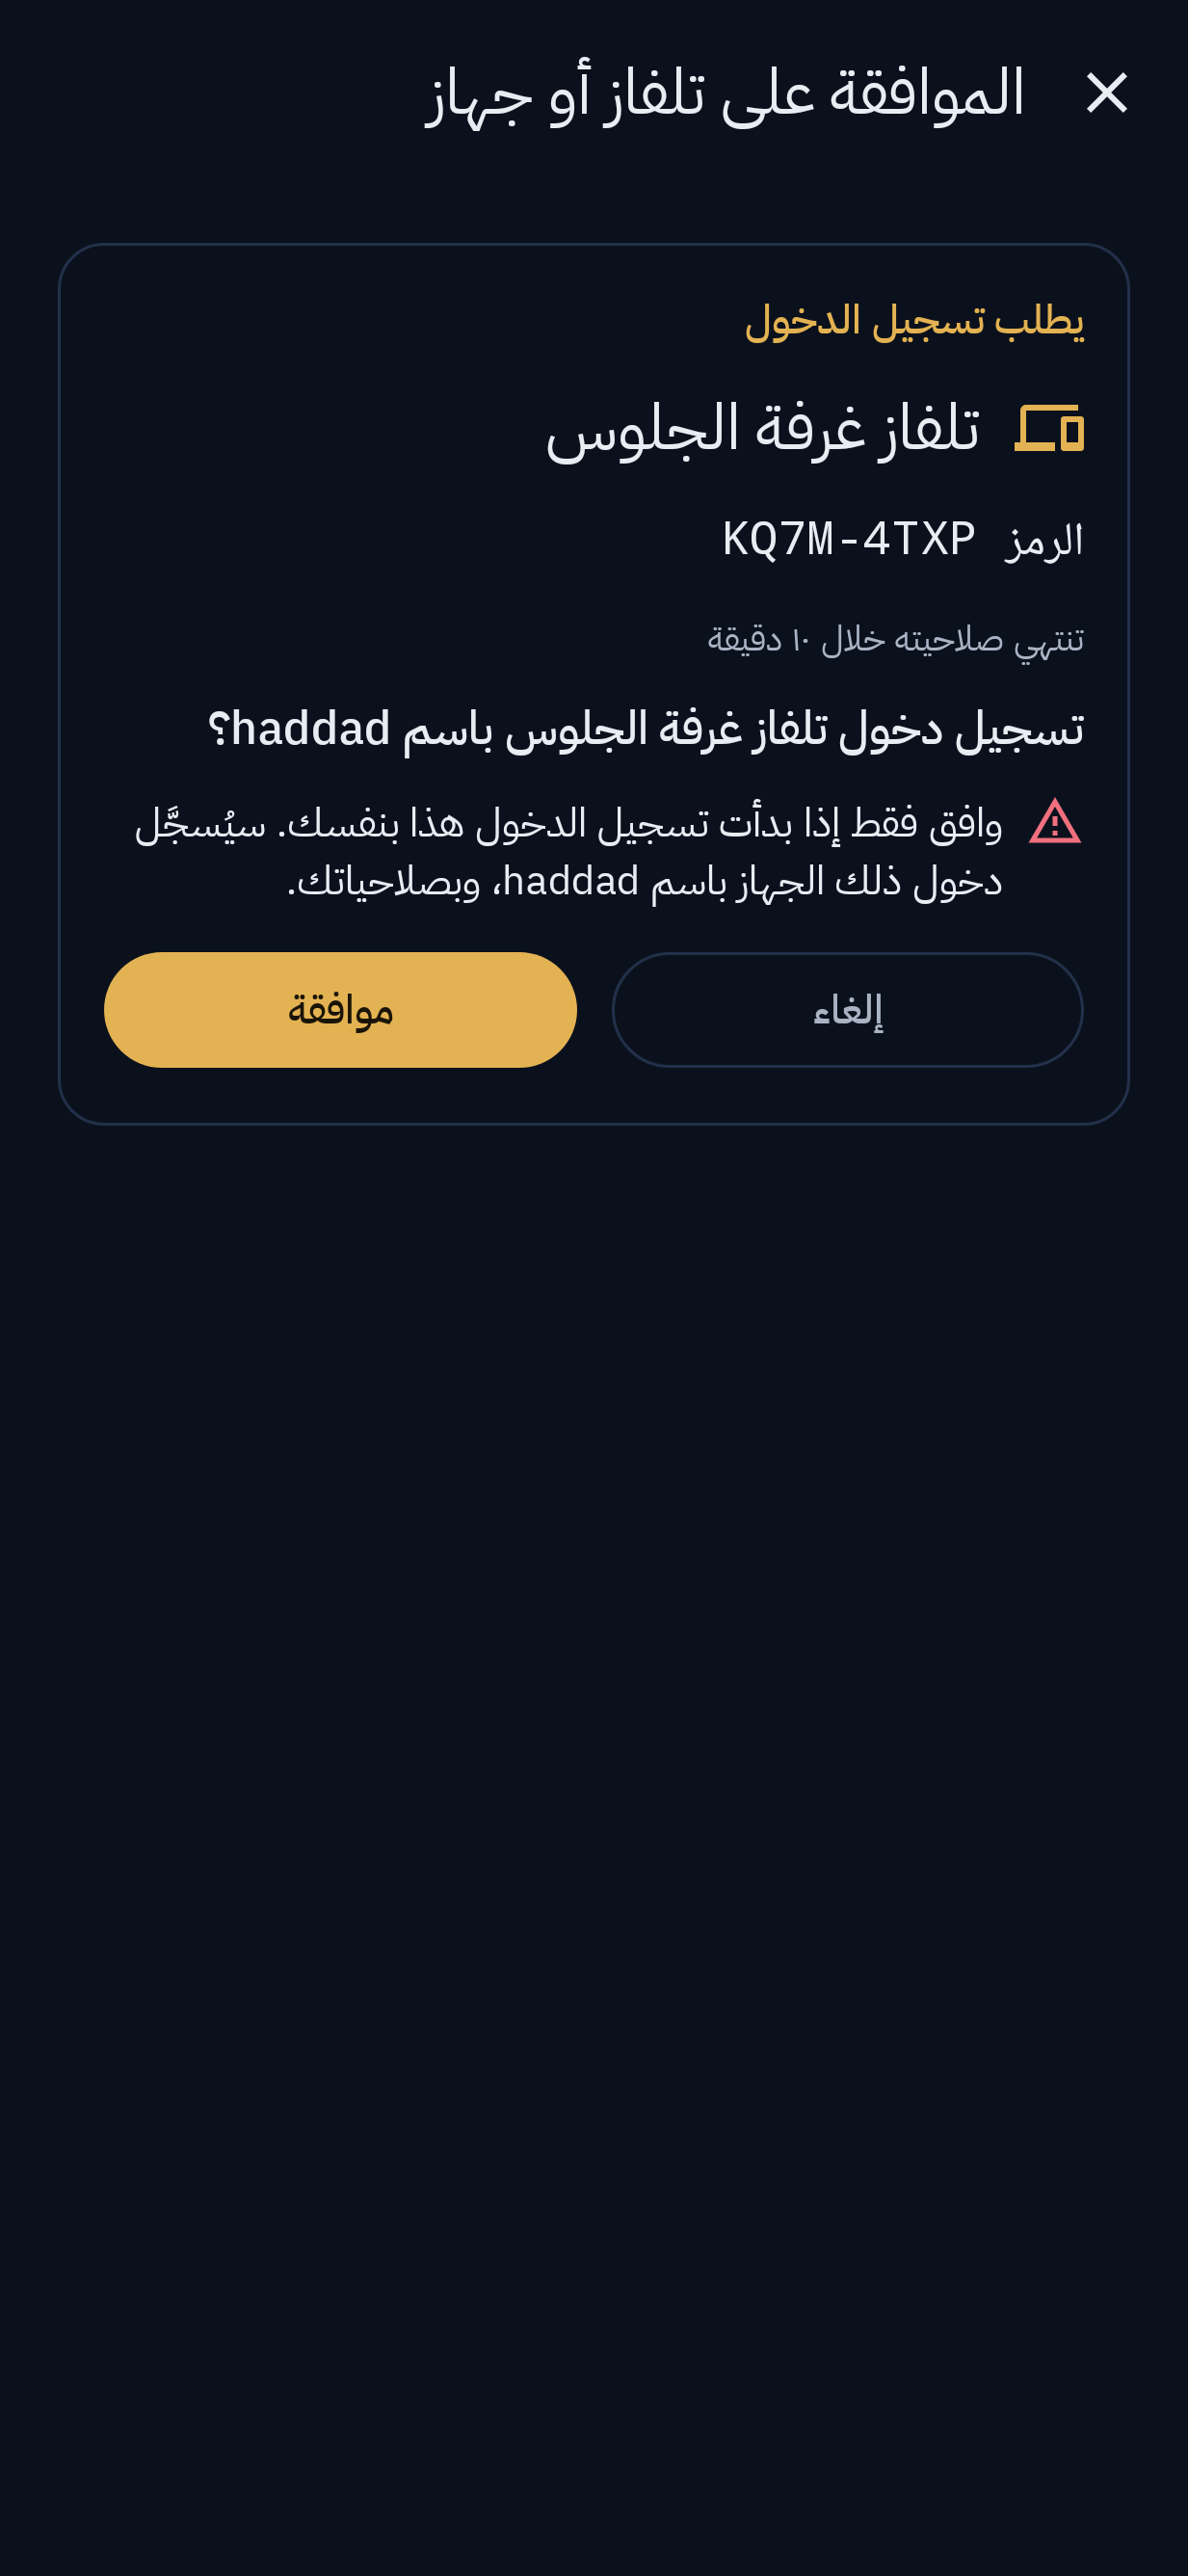 الموافقة على تلفاز أو جهاز
يطلب تسجيل الدخول
تلفاز غرفة الجلوس
الرمز KQ7M-4TXP
تنتهي صلاحيته خلال ١٠ دقيقة
تسجيل دخول تلفاز غرفة الجلوس باسم haddad؟
وافق فقط إذا بدأت تسجيل الدخول هذا بنفسك. سيُسجَّل
دخول ذلك الجهاز باسم haddad، وبصلاحياتك.
إلغاء
موافقة